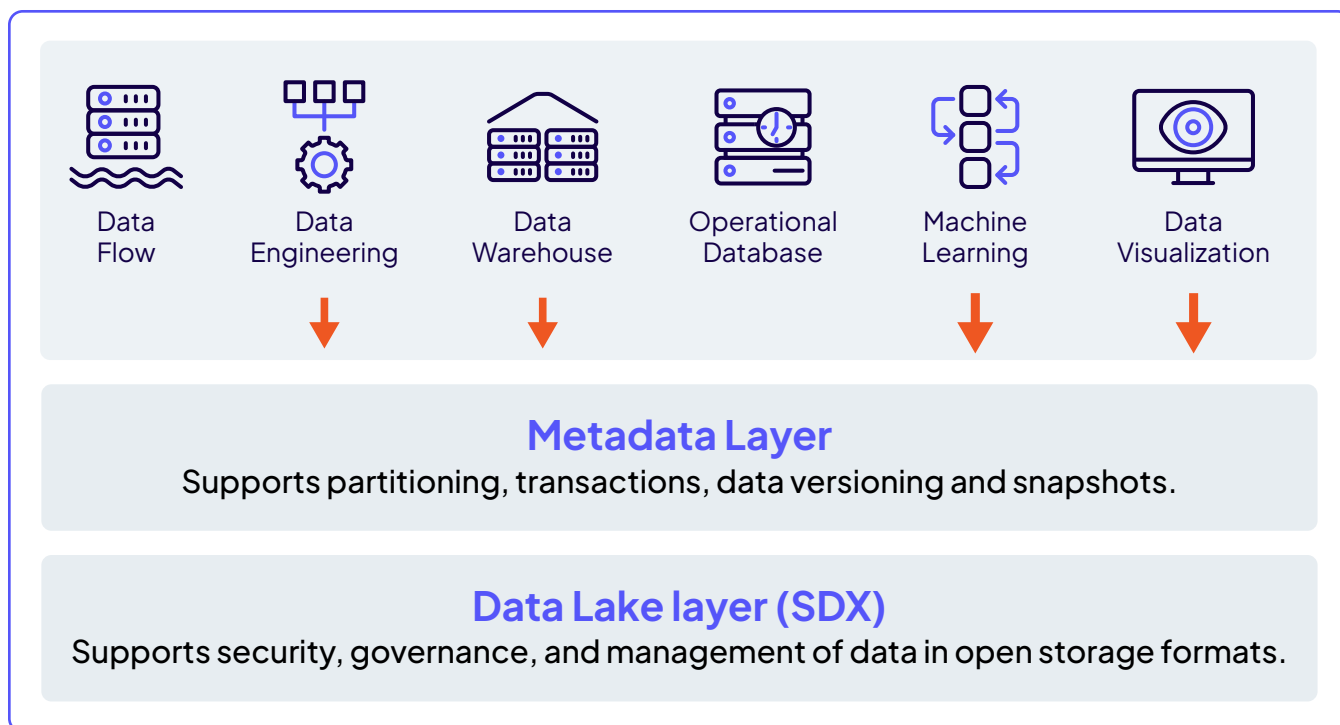 Data
Flow
Data
Engineering
Data
Warehouse
Operational
Database
Machine
Learning
Data
Visualization
Metadata Layer
Supports partitioning, transactions, data versioning and snapshots.
Data Lake layer (SDX)
Supports security, governance, and management of data in open storage formats.